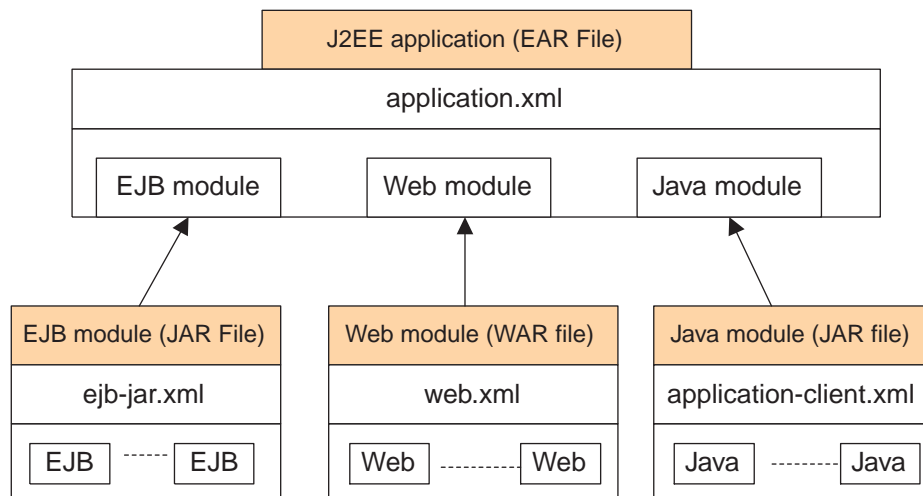 J2EE application (EAR File)
application.xml
EJB module
Web module
Java module
EJB module (JAR File)
Web module (WAR file)
Java module (JAR file)
ejb-jar.xml
web.xml
application-client.xml
EJB
EJB
Web
Web
Java
Java